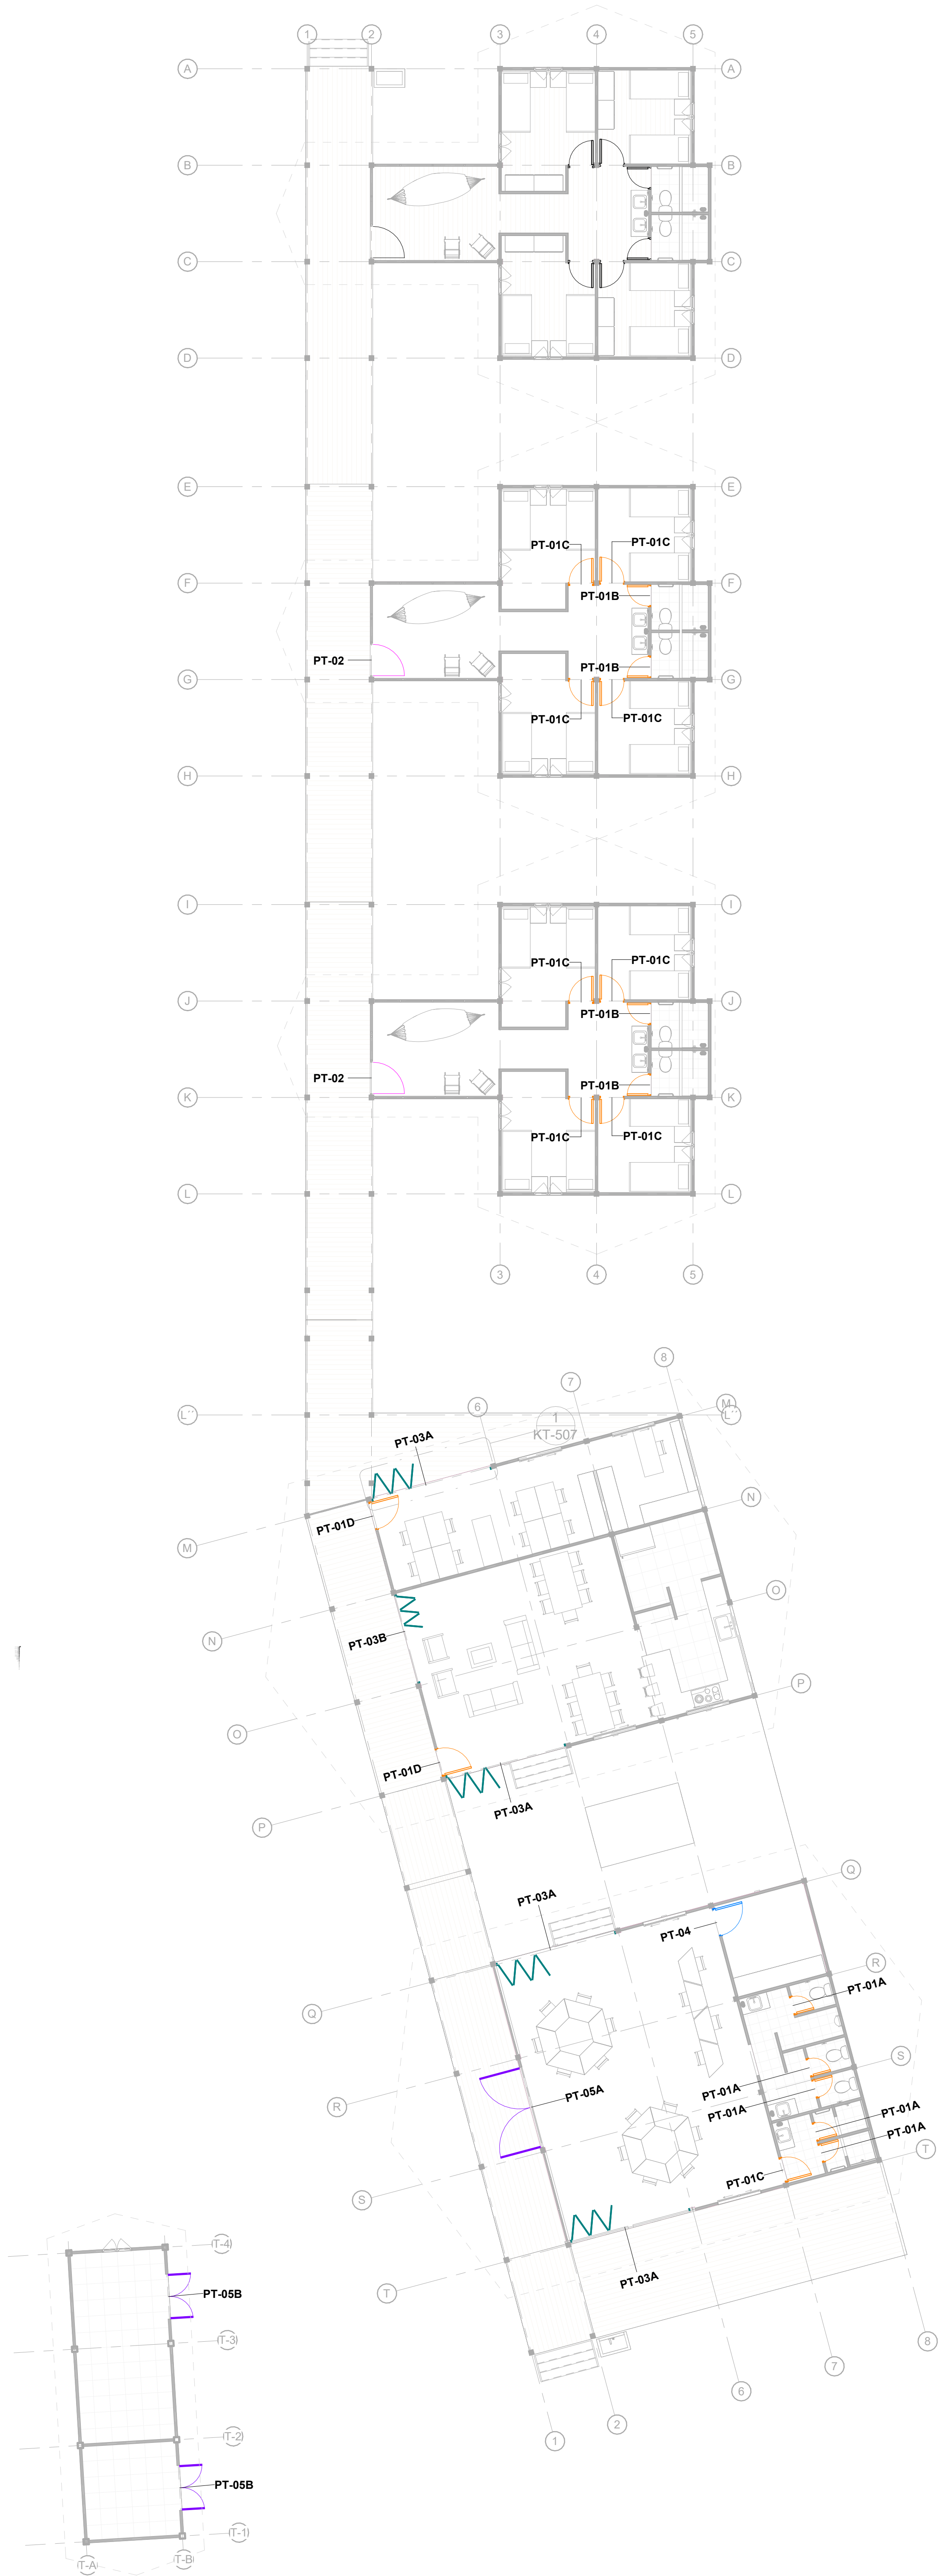 1 2 3 4 5
A A
B B
C C
D D
E E
PT-01C PT-01C
F F
PT-01B
PT-02
PT-01B
G G
PT-01C PT-01C
H H
I I
PT-01C PT-01C
J J
PT-01B
PT-02
PT-01B
K K
PT-01C PT-01C
L L
3 4 5
8
7
6
M
L¨ L¨
1
KT-507
PT-03A
N
PT-01D
M
O
N
PT-03B
P
O
PT-01D
PT-03A
P
Q
PT-03A
PT-04
R
PT-01A
Q
S
PT-01A
PT-05A
R
PT-01A
PT-01A
PT-01A
T
PT-01C
S
(T-4)
PT-03A
T
PT-05B
(T-3)
8
7
6
2
(T-2)
1
PT-05B
(T-1)
(T-A) (T-B)